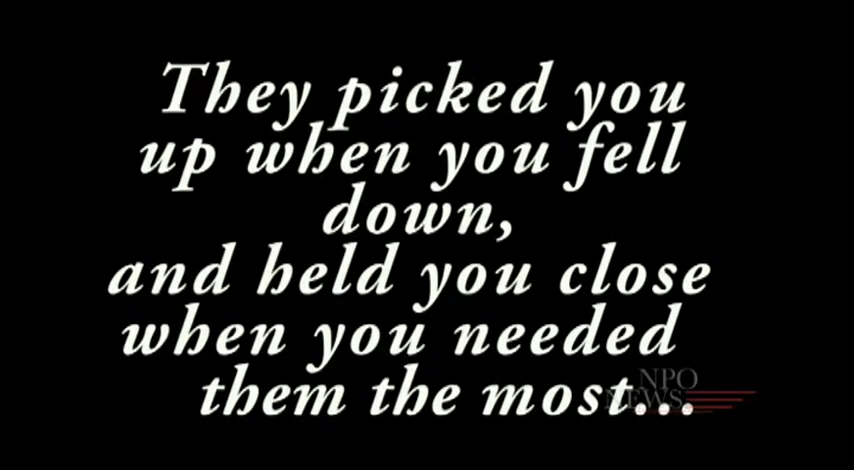 They picked you
up when you fell
down,
and held you close
when you needed
them the most...
NPO
NEWS